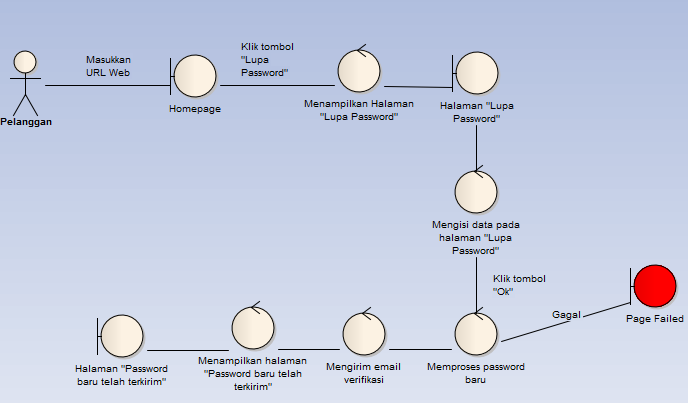 Masukkan
URL Web
Klik tombol
"Lupa
Password"
Pelanggan
Homepage
Menampilkan Halaman
"Lupa Password"
Halaman "Lupa
Password"
Mengisi data pada
halaman "Lupa
Password"
Klik tombol
"Ok"
Gagal
Page Failed
Halaman "Password
baru telah terkirim"
Menampilkan halaman
"Password baru telah
terkirim"
Mengirim email
verifikasi
Memproses password
baru